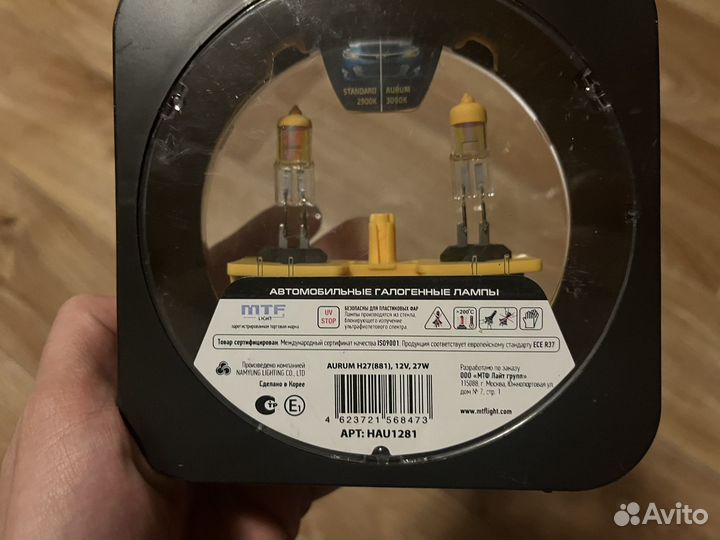 STANDARD AURUM
2900K 3000K
АВТОМОБИЛЬНЫЕ ГАЛОГЕННЫЕ ЛАМПЫ
MTF
LIGHT
зарегистрированная торговая марка
UV
STOP
БЕЗОПАСНЫ ДЛЯ ПЛАСТИКОВЫХ ФАР
Лампы производятся из стекла,
блокирующего излучение
ультрафиолетового спектра.
~200°C
Товар сертифицирован. Международный сертификат качества ISO9001. Продукция соответствует европейскому стандарту ECE R37
Произведено компанией
NAMYUNG LIGHTING CO., LTD
Сделано в Корее
AURUM H27(881), 12V, 27W
4 623721 568473
АРТ: HAU1281
Разработано по заказу
ООО «МТФ Лайт групп»
115088 г. Москва, Южнопортовая ул
дом № 7, стр. 1
www.mtflight.com
E1
Avito